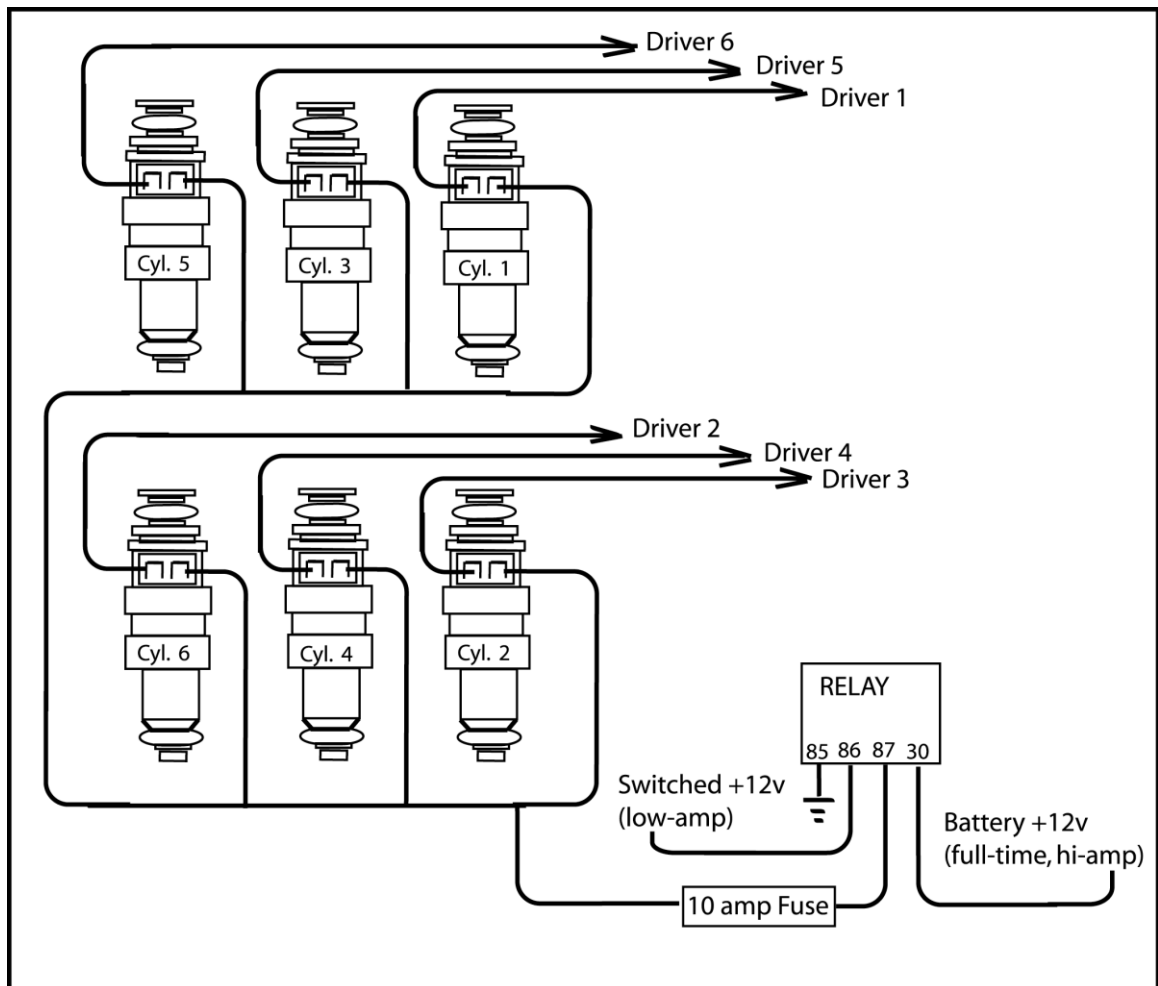 Driver 6
Driver 5
Driver 1
Cyl. 5
Cyl. 3
Cyl. 1
Driver 2
Driver 4
Driver 3
Cyl. 6
Cyl. 4
Cyl. 2
RELAY
85 86 87 30
Switched +12v
(low-amp)
Battery +12v
(full-time, hi-amp)
10 amp Fuse